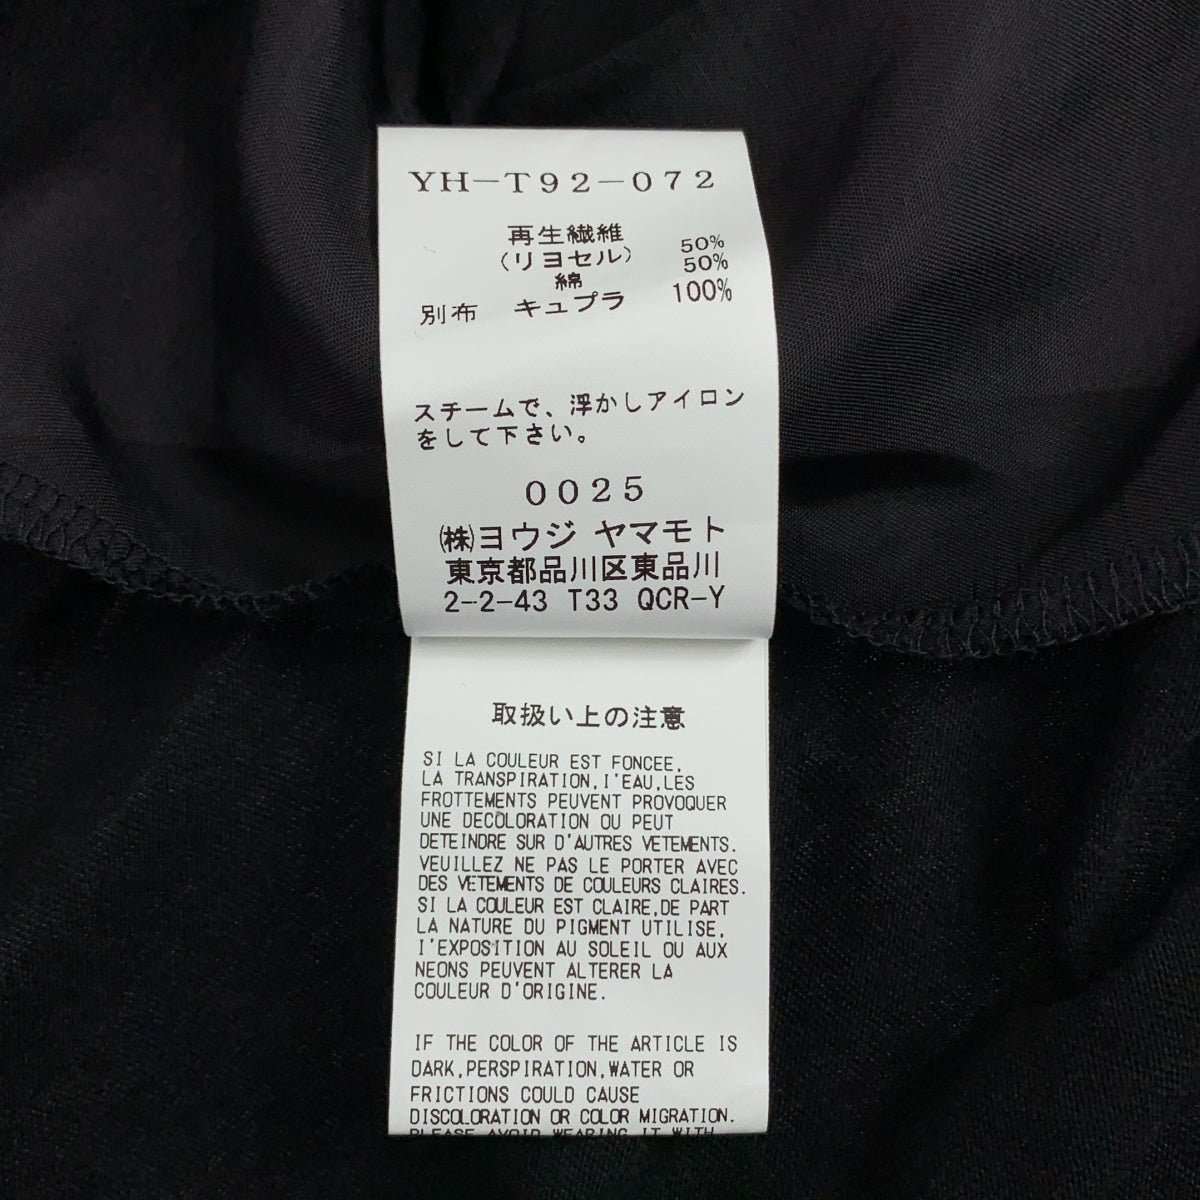 YH-T92-072
再生繊維
(リヨセル) 50%
綿 50%
別布 キュプラ 100%
スチームで、浮かしアイロン
をして下さい。
0025
㈱ヨウジ ヤマモト
東京都品川区東品川
2-2-43 T33 QCR-Y
取扱い上の注意
SI LA COULEUR EST FONCEE,
LA TRANSPIRATION,I'EAU,LES
FROTTEMENTS PEUVENT PROVOQUER
UNE DECOLORATION OU PEUT
DETEINDRE SUR D'AUTRES VETEMENTS.
VEUILLEZ NE PAS LE PORTER AVEC
DES VETEMENTS DE COULEURS CLAIRES.
SI LA COULEUR EST CLAIRE,DE PART
LA NATURE DU PIGMENT UTILISE,
I'EXPOSITION AU SOLEIL OU AUX
NEONS PEUVENT ALTERER LA
COULEUR D'ORIGINE.
IF THE COLOR OF THE ARTICLE IS
DARK,PERSPIRATION,WATER OR
FRICTIONS COULD CAUSE
DISCOLORATION OR COLOR MIGRATION.
PLEASE AVOID WEARING IT WITH